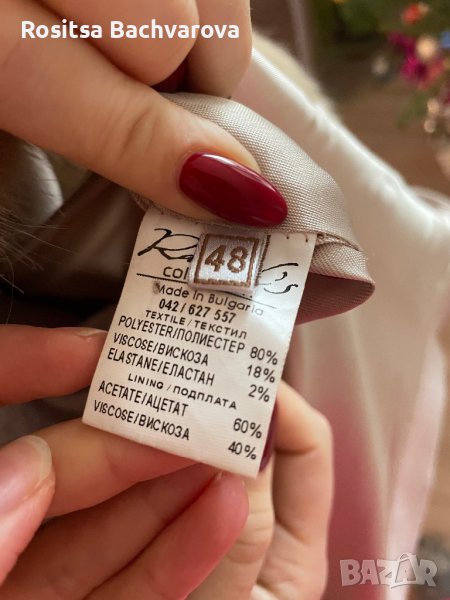 Rositsa Bachvarova
48
Made in Bulgaria
042 / 627 557
TEXTILE / ТЕКСТИЛ
POLYESTER/ПОЛИЕСТЕР 80%
VISCOSE/ВИСКОЗА 18%
ELASTANE/ЕЛАСТАН 2%
LINING / ПОДПЛАТА
ACETATE/АЦЕТАТ 60%
VISCOSE/ВИСКОЗА 40%
BAZAR